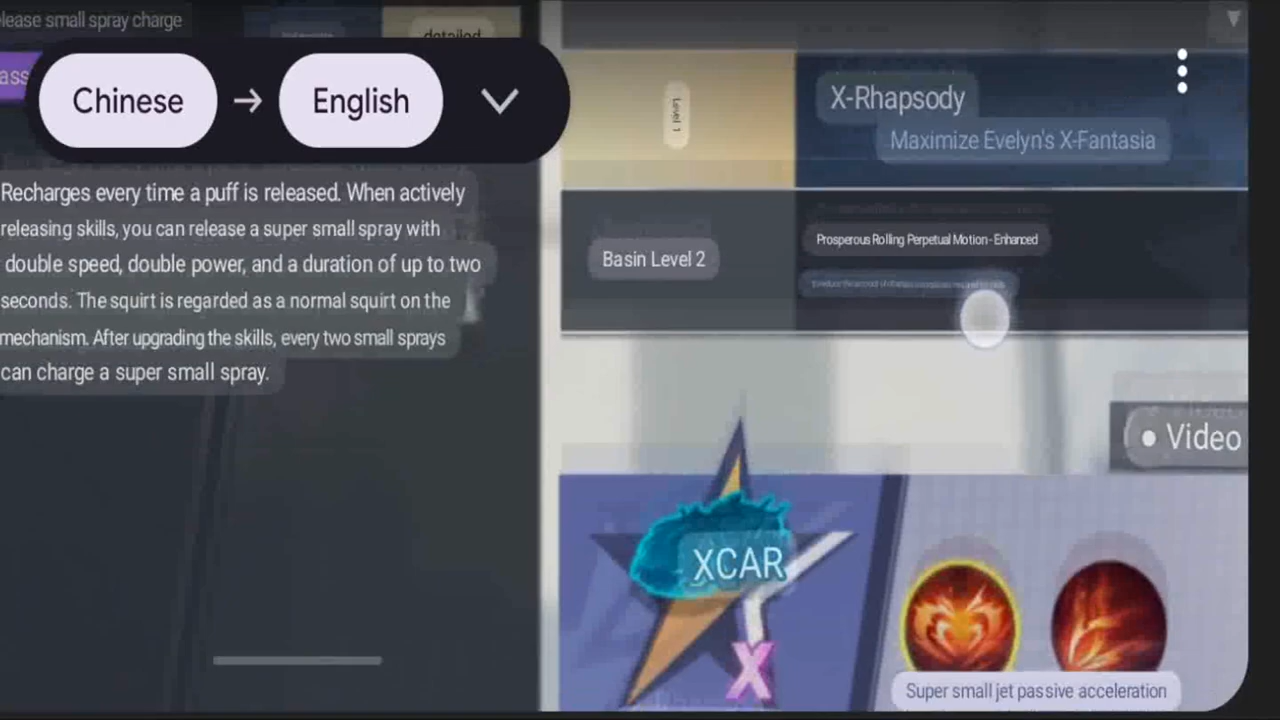 lease small spray charge
detailed
ass
Chinese → English
Recharges every time a puff is released. When actively
releasing skills, you can release a super small spray with
double speed, double power, and a duration of up to two
seconds. The squirt is regarded as a normal squirt on the
mechanism. After upgrading the skills, every two small sprays
can charge a super small spray.
Level 1
X-Rhapsody
Maximize Evelyn's X-Fantasia
Basin Level 2
Prosperous Rolling Perpetual Motion - Enhanced
Video
XCAR
X
Super small jet passive acceleration